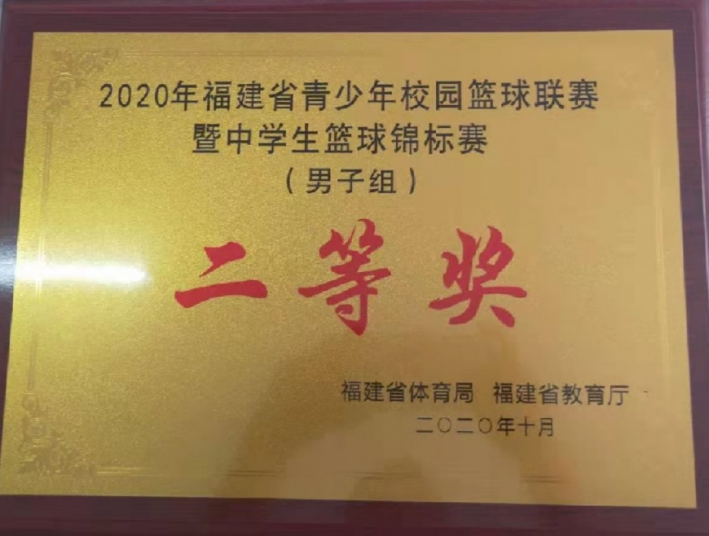 2020年福建省青少年校园篮球联赛
暨中学生篮球锦标赛
（男子组）
二等奖
福建省体育局 福建省教育厅
二〇二〇年十月